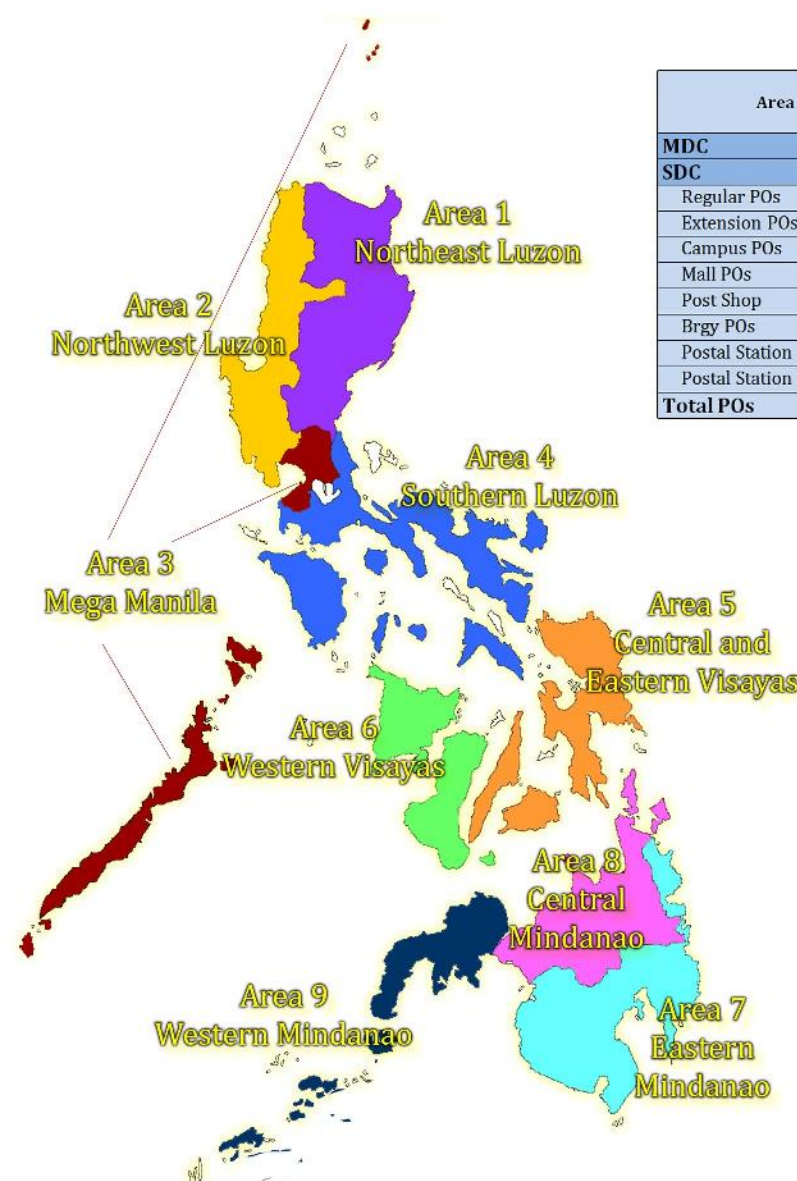 Area
MDC
SDC
Regular POs
Extension POs
Campus POs
Mall POs
Post Shop
Brgy POs
Postal Station
Postal Station
Total POs
Area 1
Northeast Luzon
Area 2
Northwest Luzon
Area 4
Southern Luzon
Area 3
Mega Manila
Area 5
Central and
Eastern Visayas
Area 6
Western Visayas
Area 8
Central
Mindanao
Area 9
Western Mindanao
Area 7
Eastern
Mindanao